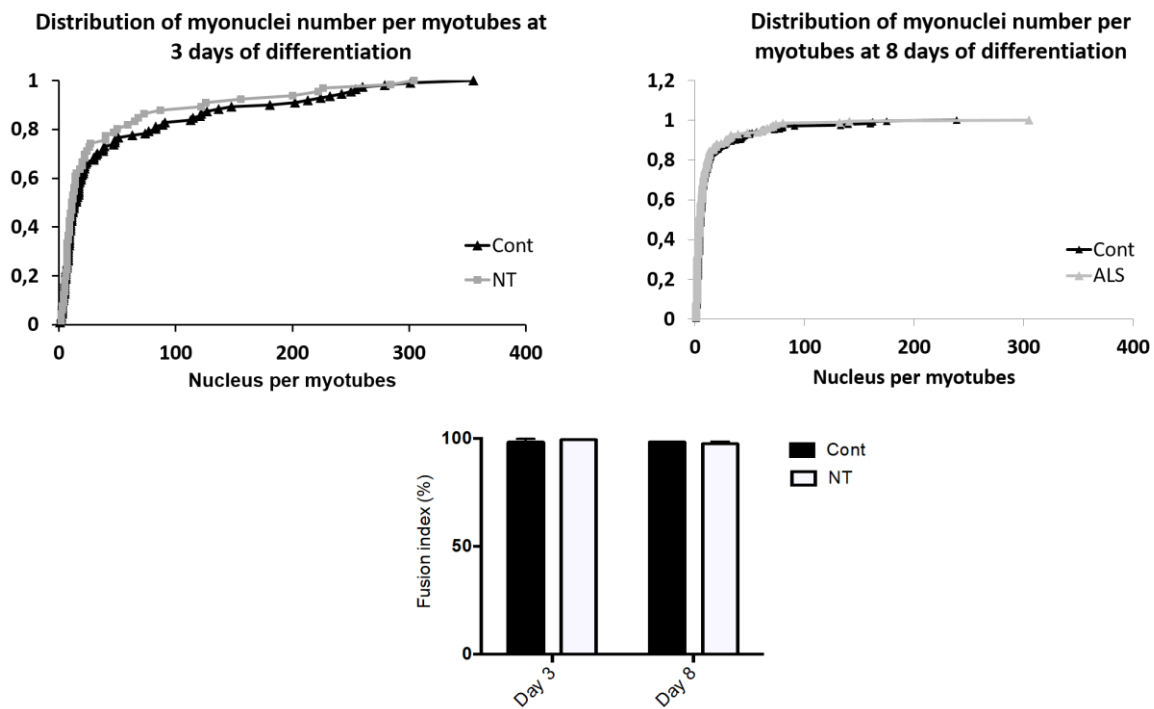 Distribution of myonuclei number per myotubes at
3 days of differentiation
1
0,8
0,6
0,4
0,2
0
0
100
200
300
400
Nucleus per myotubes
Cont
NT
Distribution of myonuclei number per
myotubes at 8 days of differentiation
1,2
1
0,8
0,6
0,4
0,2
0
0
100
200
300
400
Nucleus per myotubes
Cont
ALS
Fusion index (%)
100
50
0
Day 3
Day 8
Cont
NT